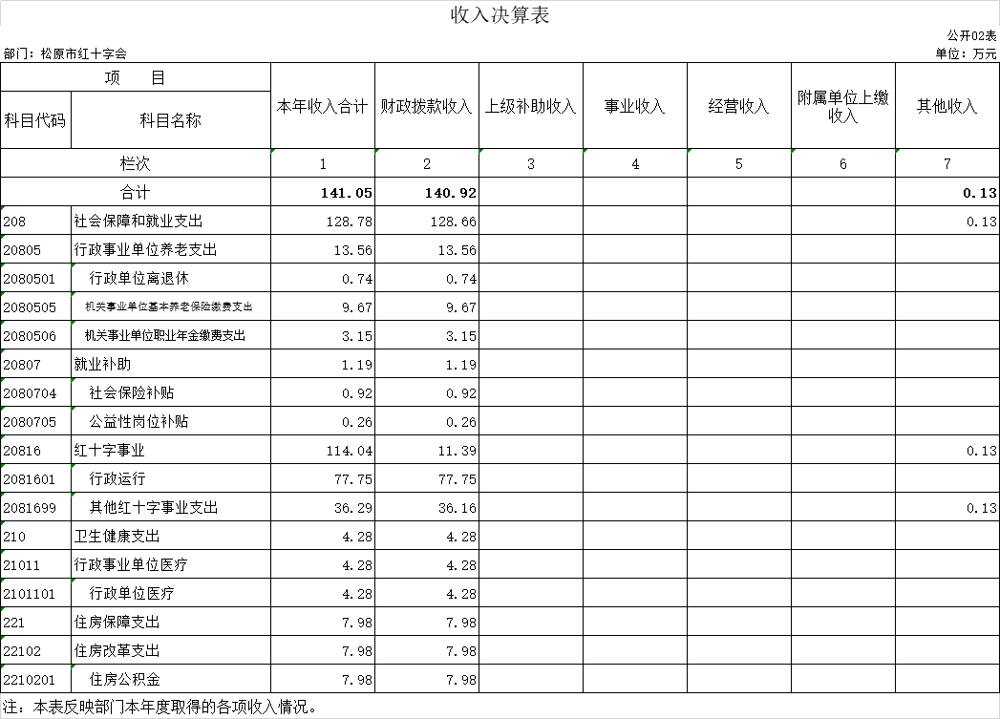 收入决算表
公开02表
部门：松原市红十字会 单位：万元
项 目 本年收入合计 财政拨款收入 上级补助收入 事业收入 经营收入 附属单位上缴收入 其他收入
科目代码 科目名称
栏次 1 2 3 4 5 6 7
合计 141.05 140.92 0.13
208 社会保障和就业支出 128.78 128.66 0.13
20805 行政事业单位养老支出 13.56 13.56
2080501 行政单位离退休 0.74 0.74
2080505 机关事业单位基本养老保险缴费支出 9.67 9.67
2080506 机关事业单位职业年金缴费支出 3.15 3.15
20807 就业补助 1.19 1.19
2080704 社会保险补贴 0.92 0.92
2080705 公益性岗位补贴 0.26 0.26
20816 红十字事业 114.04 11.39 0.13
2081601 行政运行 77.75 77.75
2081699 其他红十字事业支出 36.29 36.16 0.13
210 卫生健康支出 4.28 4.28
21011 行政事业单位医疗 4.28 4.28
2101101 行政单位医疗 4.28 4.28
221 住房保障支出 7.98 7.98
22102 住房改革支出 7.98 7.98
2210201 住房公积金 7.98 7.98
注：本表反映部门本年度取得的各项收入情况。